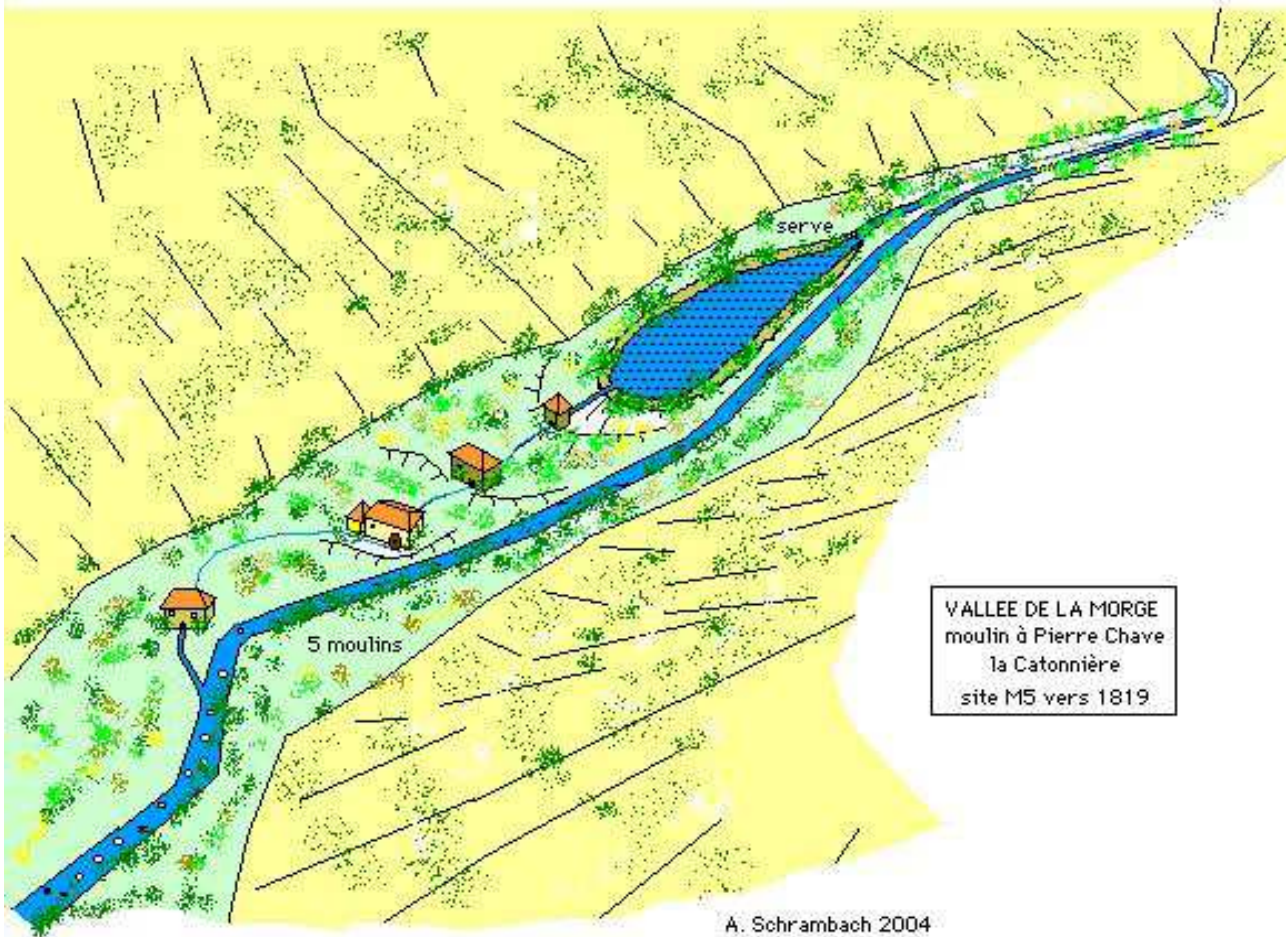 serve
5 moulins
VALLEE DE LA MORGE
moulin à Pierre Chave
la Catonnière
site M5 vers 1819
A. Schrambach 2004